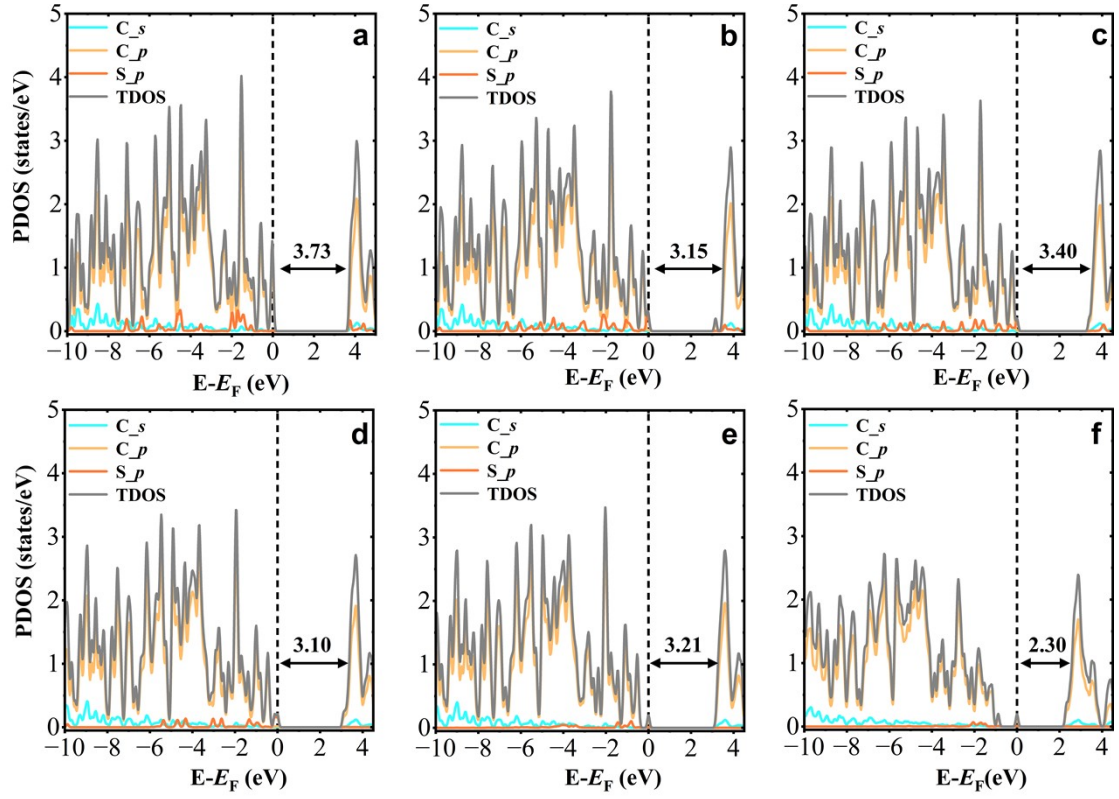 a
C_s
C_p
S_p
TDOS
3.73
PDOS (states/eV)
5
4
3
2
1
0
−10 −8 −6 −4 −2 0 2 4
E-E_F (eV)
b
C_s
C_p
S_p
TDOS
3.15
5
4
3
2
1
0
−10 −8 −6 −4 −2 0 2 4
E-E_F (eV)
c
C_s
C_p
S_p
TDOS
3.40
5
4
3
2
1
0
−10 −8 −6 −4 −2 0 2 4
E-E_F (eV)
d
C_s
C_p
S_p
TDOS
3.10
PDOS (states/eV)
5
4
3
2
1
0
−10 −8 −6 −4 −2 0 2 4
E-E_F (eV)
e
C_s
C_p
S_p
TDOS
3.21
5
4
3
2
1
0
−10 −8 −6 −4 −2 0 2 4
E-E_F (eV)
f
C_s
C_p
S_p
TDOS
2.30
5
4
3
2
1
0
−10 −8 −6 −4 −2 0 2 4
E-E_F(eV)